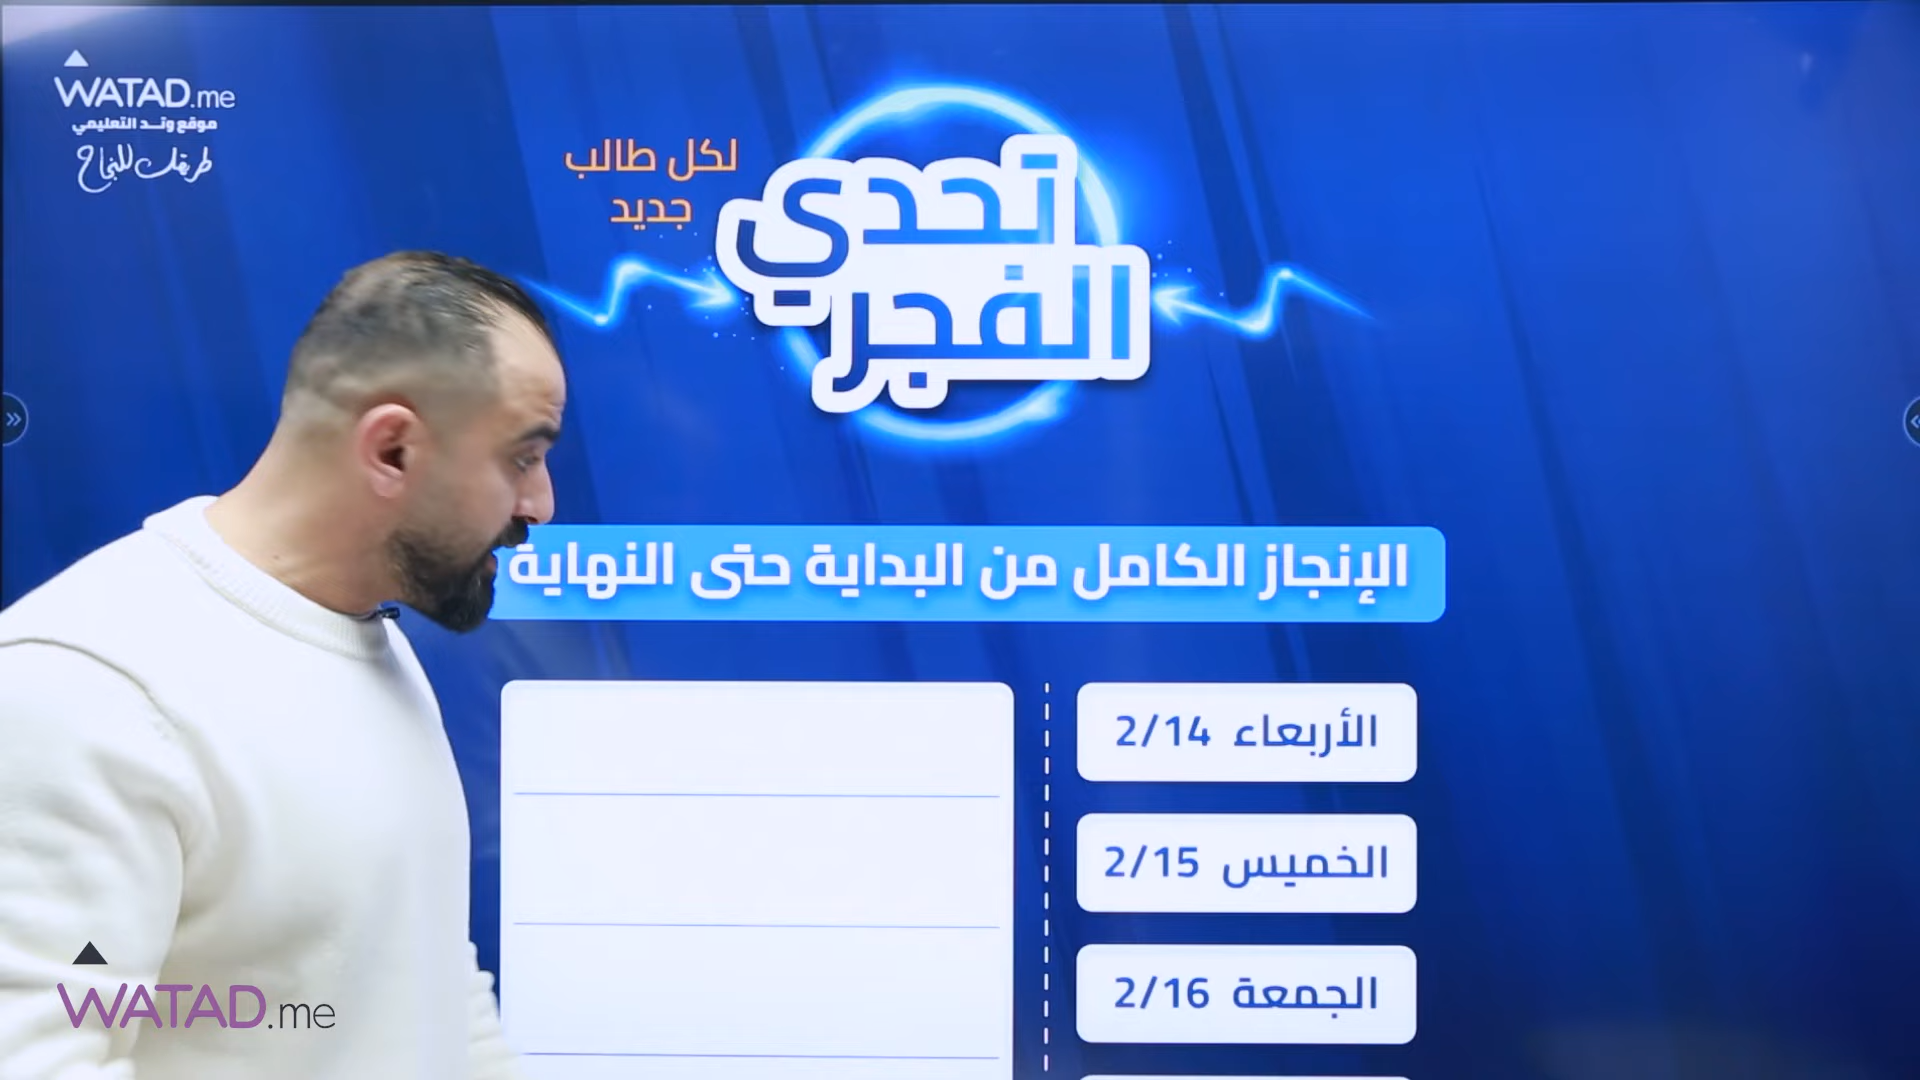 WATAD.me
موقع وتد التعليمي
طريقك للنجاح
لكل طالب
جديد
تحدي
الفجر
الإنجاز الكامل من البداية حتى النهاية
الأربعاء 2/14
الخميس 2/15
الجمعة 2/16
WATAD.me